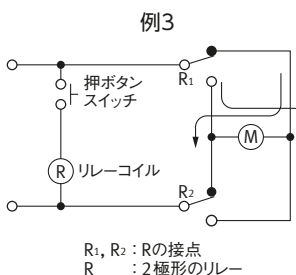 例3
押ボタン
スイッチ
R1
M
R リレーコイル
R2
R1, R2 : Rの接点
R : 2極形のリレー